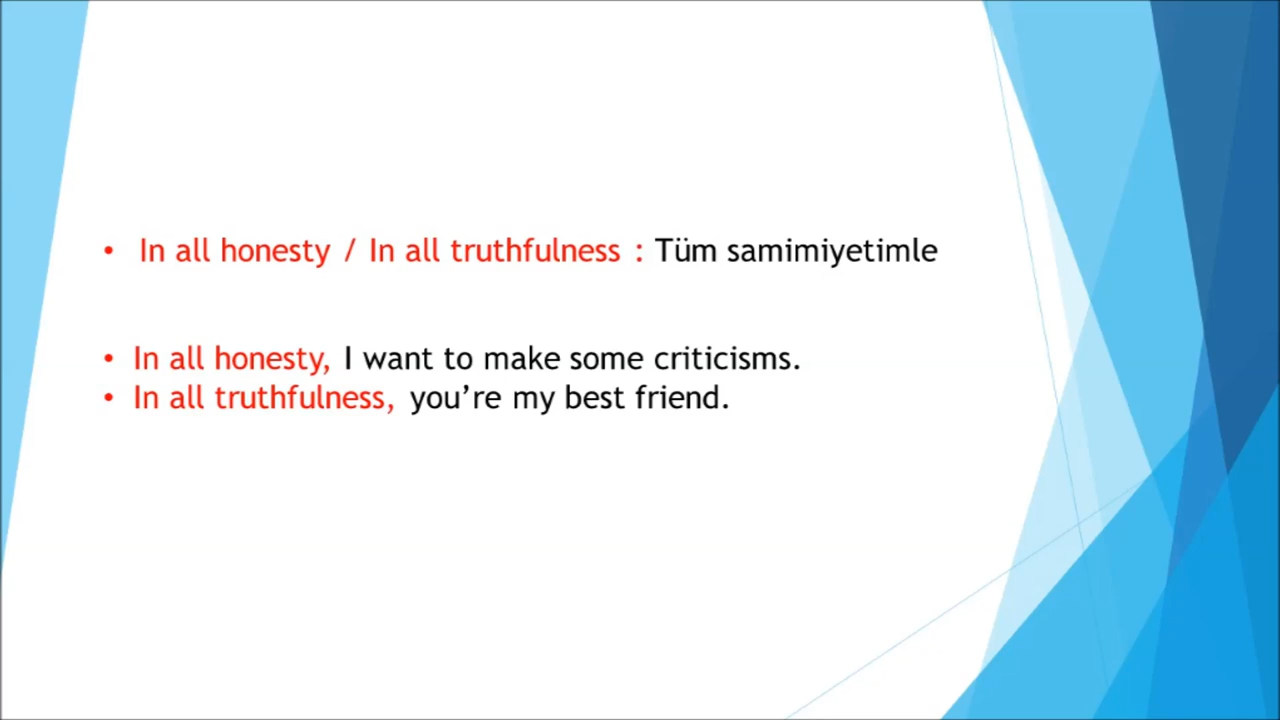 • In all honesty / In all truthfulness : Tüm samimiyetimle
• In all honesty, I want to make some criticisms.
• In all truthfulness, you’re my best friend.